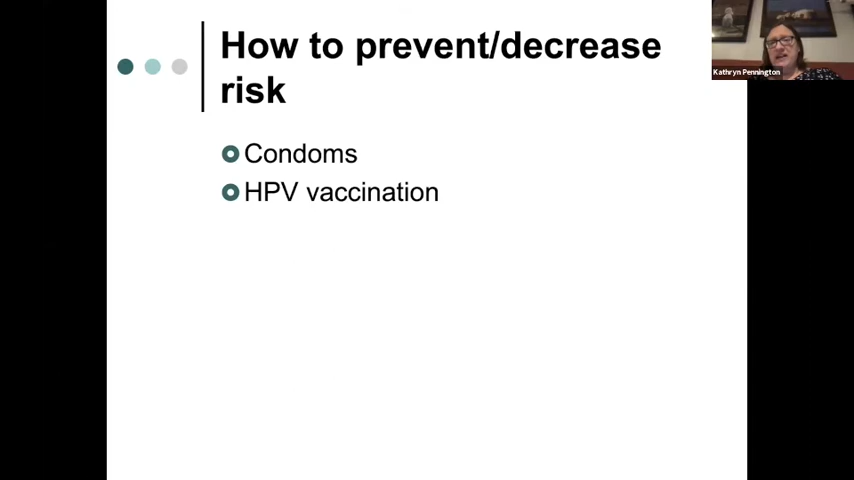 How to prevent/decrease
risk
Condoms
HPV vaccination
Kathryn Pennington